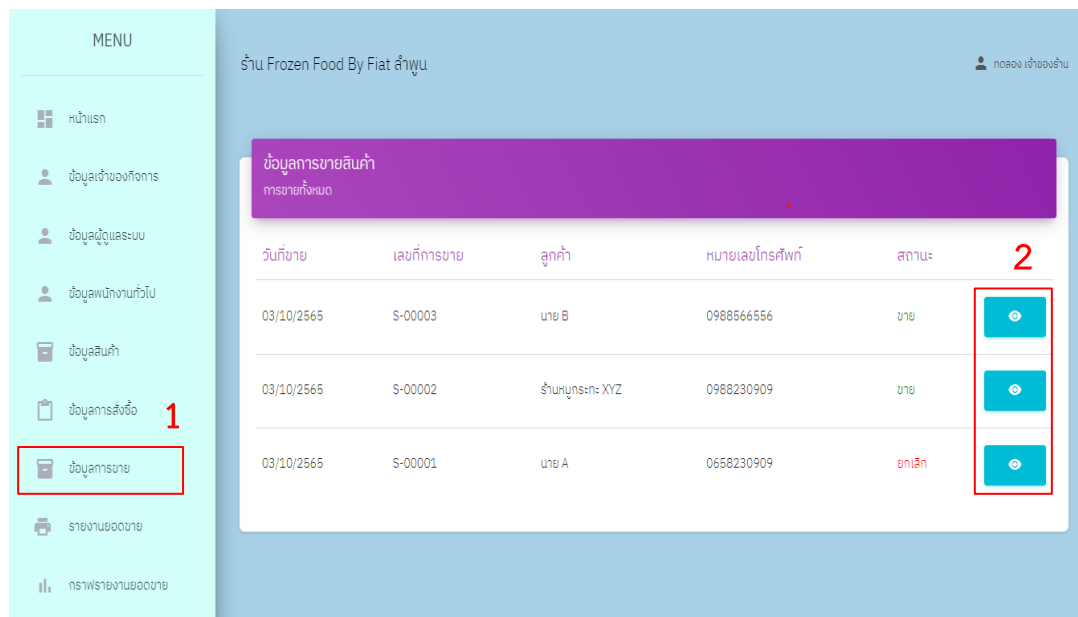 MENU
หน้าแรก
ข้อมูลเจ้าของกิจการ
ข้อมูลผู้ดูแลระบบ
ข้อมูลพนักงานทั่วไป
ข้อมูลสินค้า
ข้อมูลการสั่งซื้อ
1
ข้อมูลการขาย
รายงานยอดขาย
กราฟรายงานยอดขาย
ร้าน Frozen Food By Fiat ลำพูน
ทดลอง เจ้าของร้าน
ข้อมูลการขายสินค้า
การขายทั้งหมด
วันที่ขาย เลขที่การขาย ลูกค้า หมายเลขโทรศัพท์ สถานะ 2
03/10/2565 S-00003 นาย B 0988566556 ขาย
03/10/2565 S-00002 ร้านหมูกระทะ XYZ 0988230909 ขาย
03/10/2565 S-00001 นาย A 0658230909 ยกเลิก